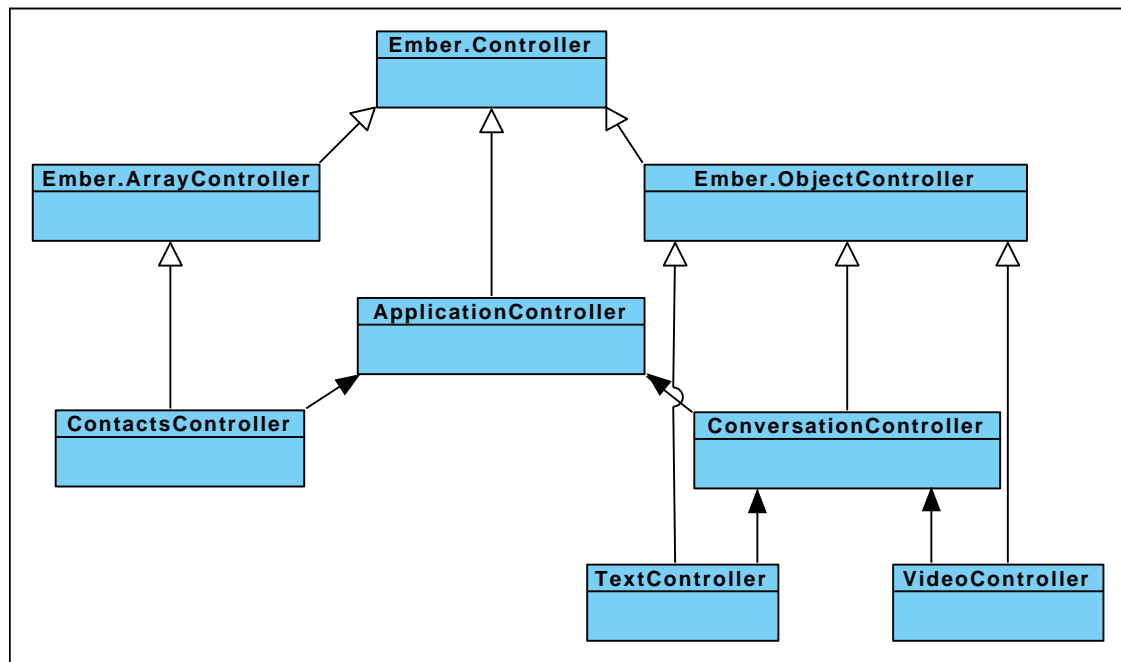 Ember.Controller
Ember.ArrayController
Ember.ObjectController
ApplicationController
ContactsController
ConversationController
TextController
VideoController